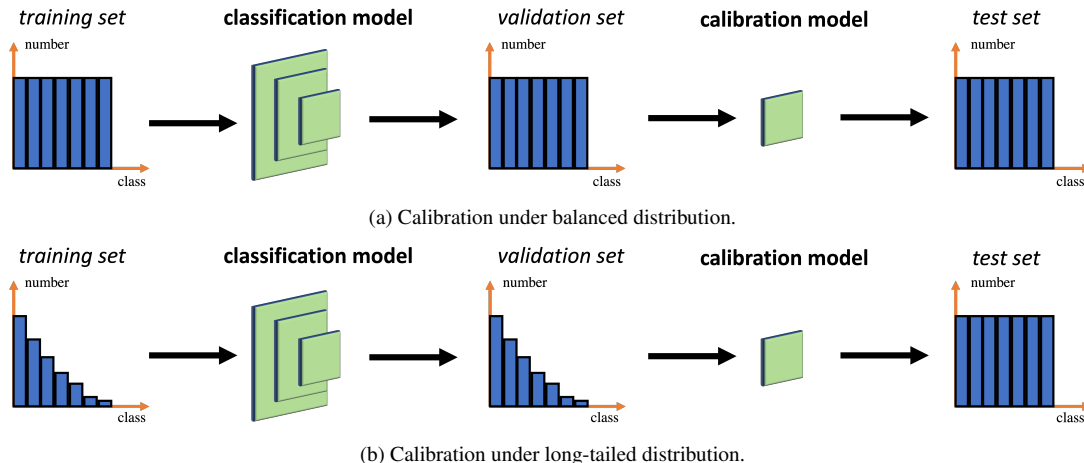 training set classification model validation set calibration model test set
number number number
class class class
(a) Calibration under balanced distribution.
training set classification model validation set calibration model test set
number number number
class class class
(b) Calibration under long-tailed distribution.